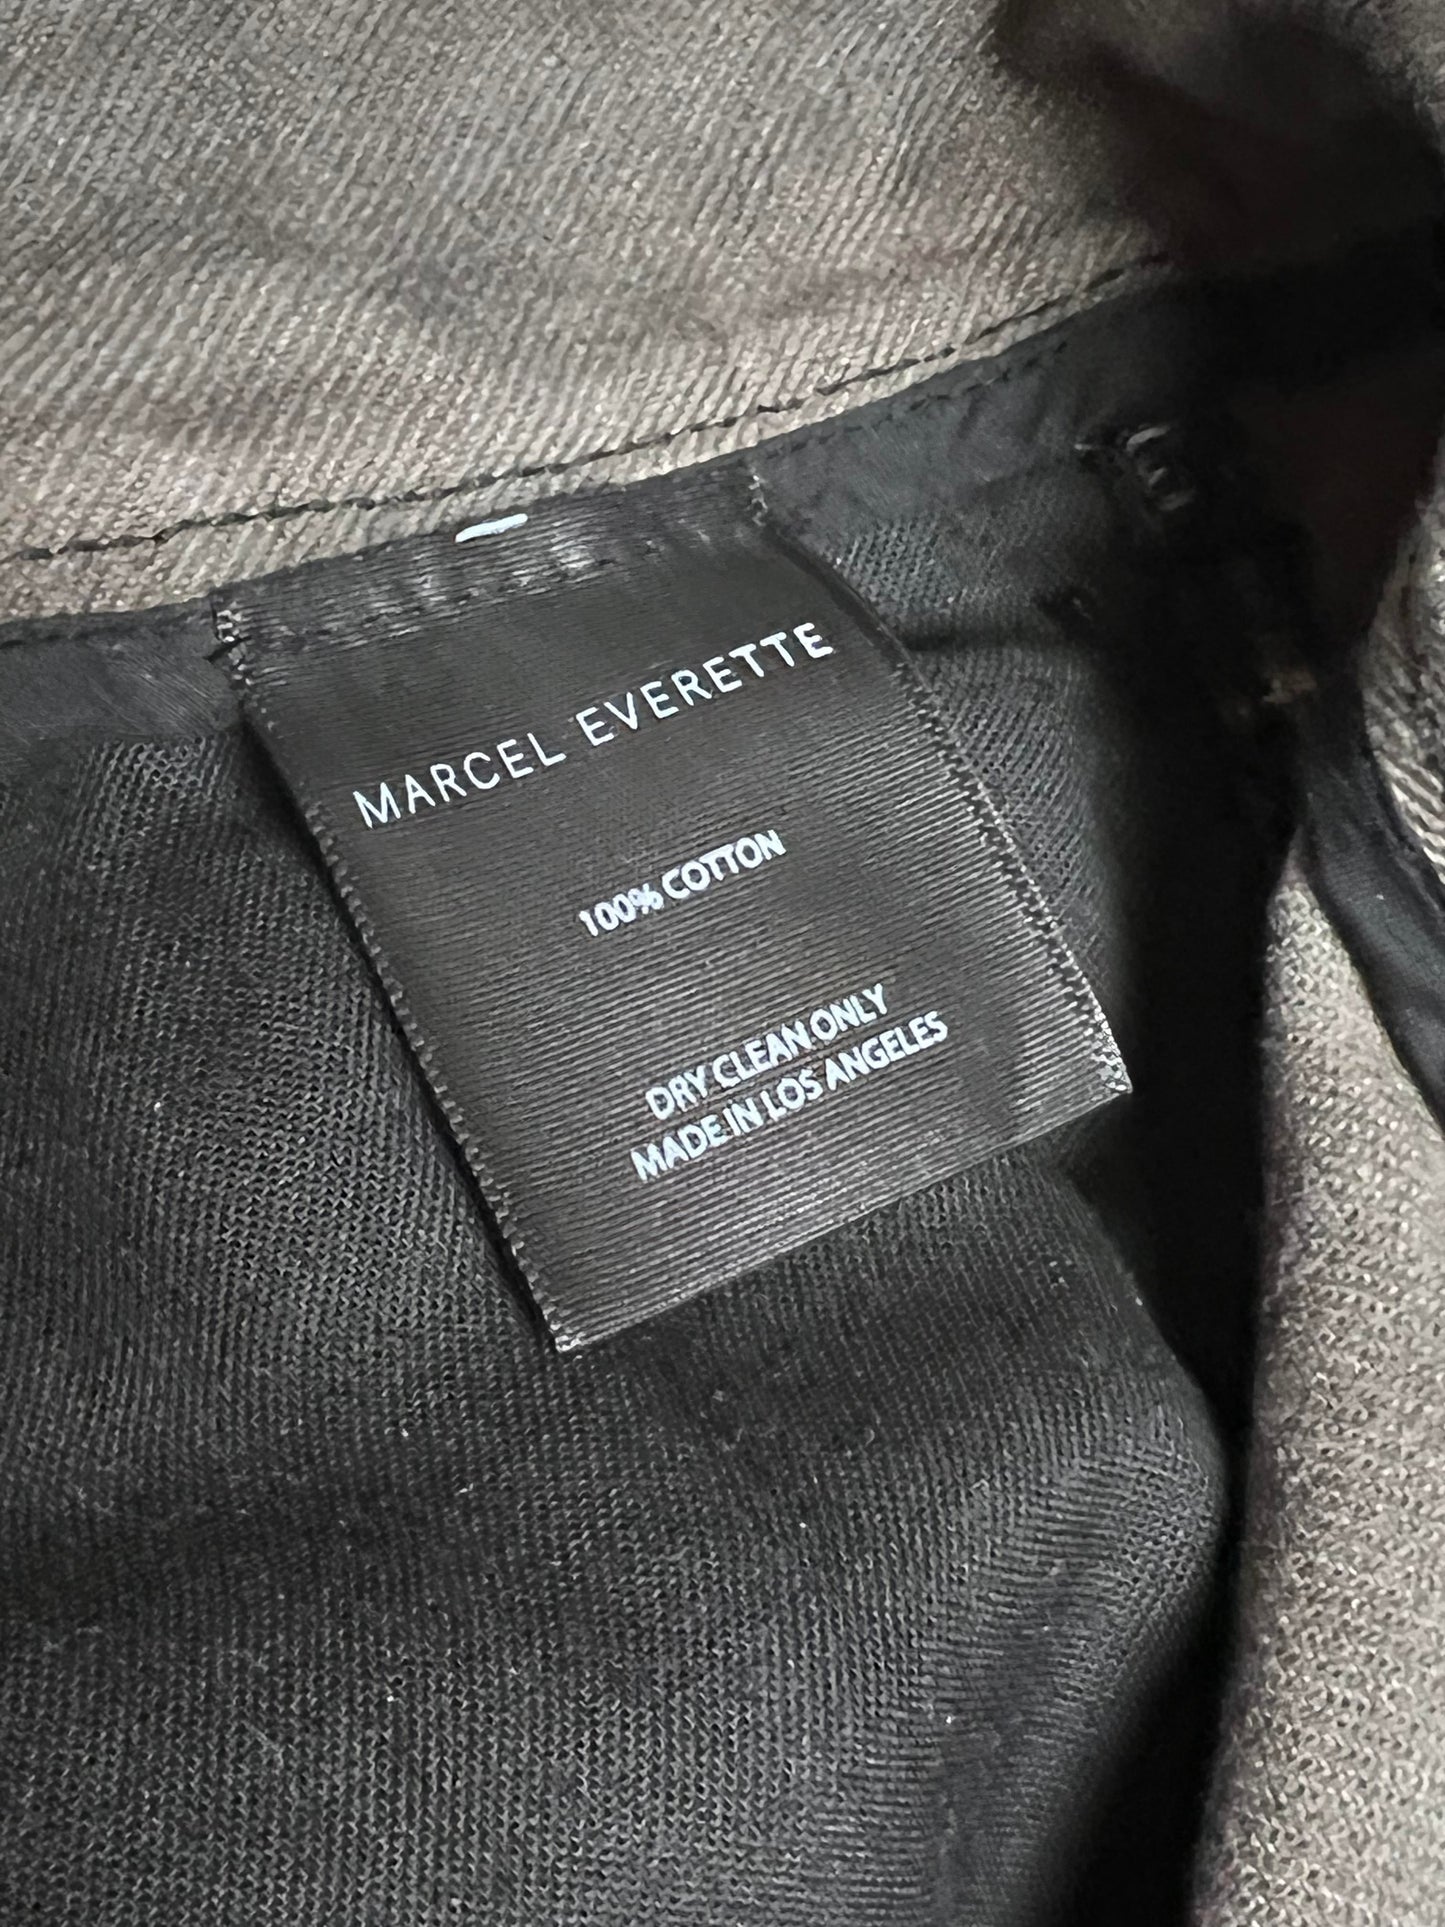 MARCEL EVERETTE
100% COTTON
DRY CLEAN ONLY
MADE IN LOS ANGELES